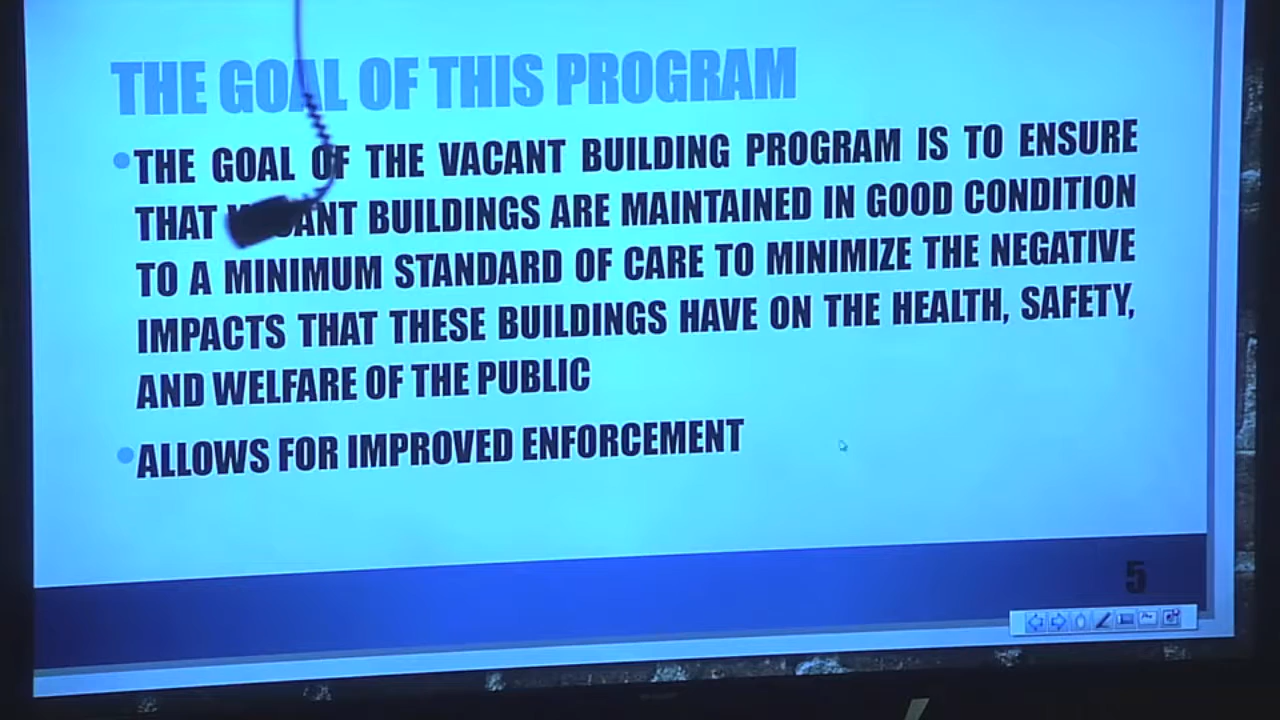 THE GOAL OF THIS PROGRAM
THE GOAL OF THE VACANT BUILDING PROGRAM IS TO ENSURE
THAT VACANT BUILDINGS ARE MAINTAINED IN GOOD CONDITION
TO A MINIMUM STANDARD OF CARE TO MINIMIZE THE NEGATIVE
IMPACTS THAT THESE BUILDINGS HAVE ON THE HEALTH, SAFETY,
AND WELFARE OF THE PUBLIC
ALLOWS FOR IMPROVED ENFORCEMENT
5